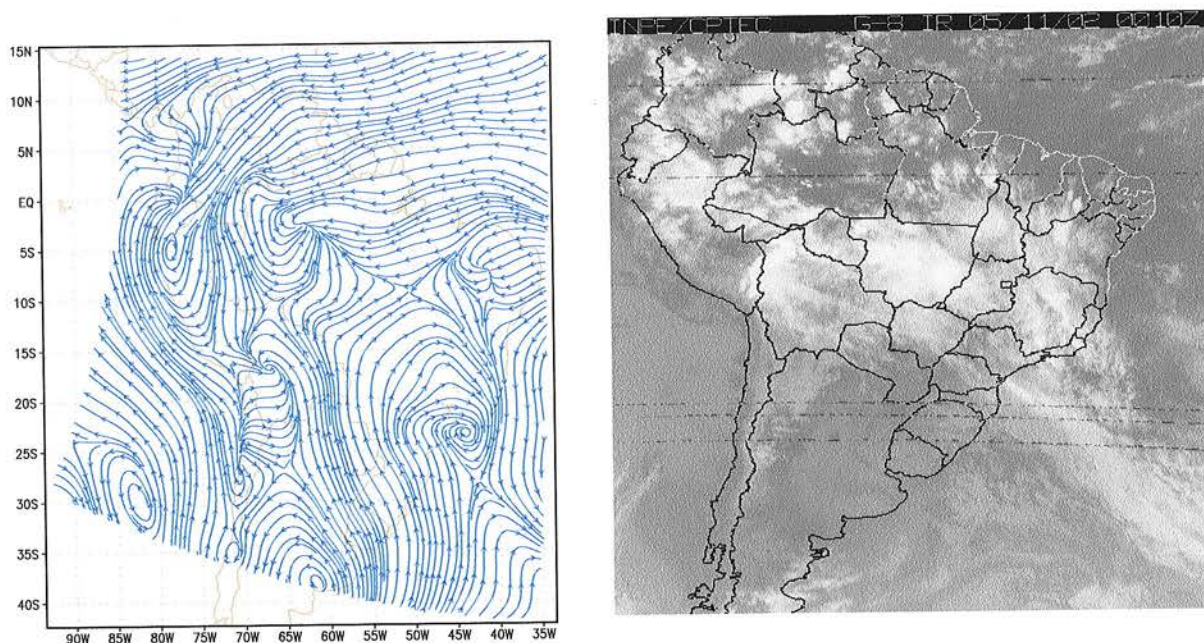 INPE/CPTEC G-8 IR 05/11/02 0010Z
15N
10N
5N
EQ
5S
10S
15S
20S
25S
30S
35S
40S
90W 85W 80W 75W 70W 65W 60W 55W 50W 45W 40W 35W